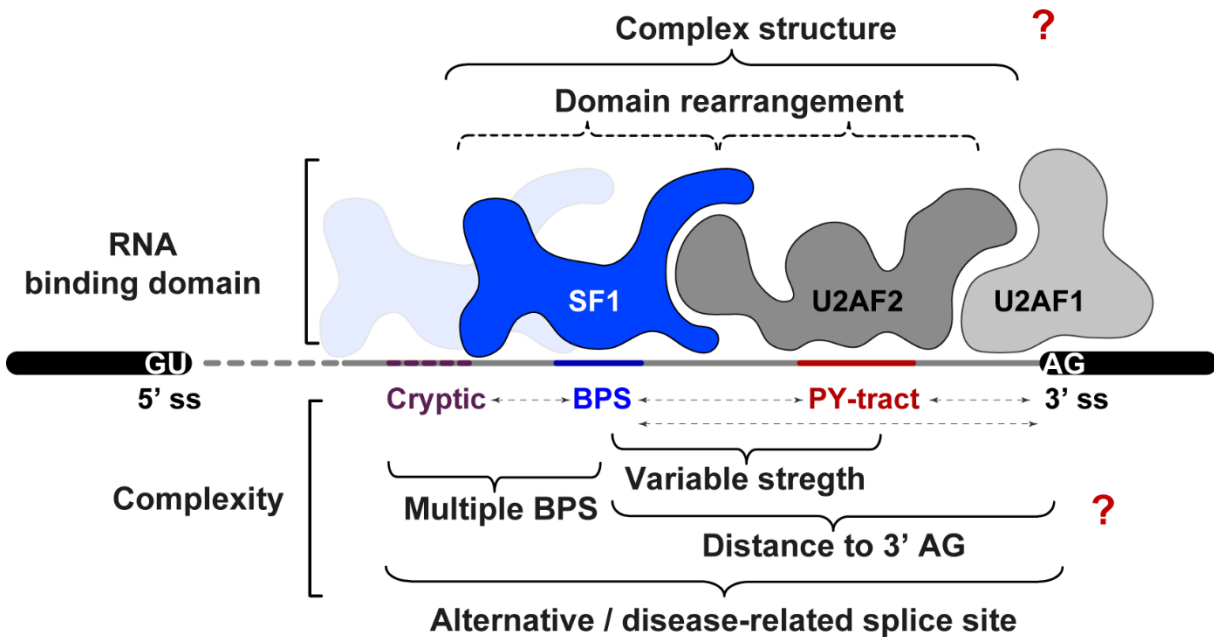 Complex structure ?
Domain rearrangement
RNA
binding domain
SF1
U2AF2
U2AF1
GU
AG
5’ ss
Cryptic
BPS
PY-tract
3’ ss
Complexity
Variable stregth
Multiple BPS
?
Distance to 3’ AG
Alternative / disease-related splice site